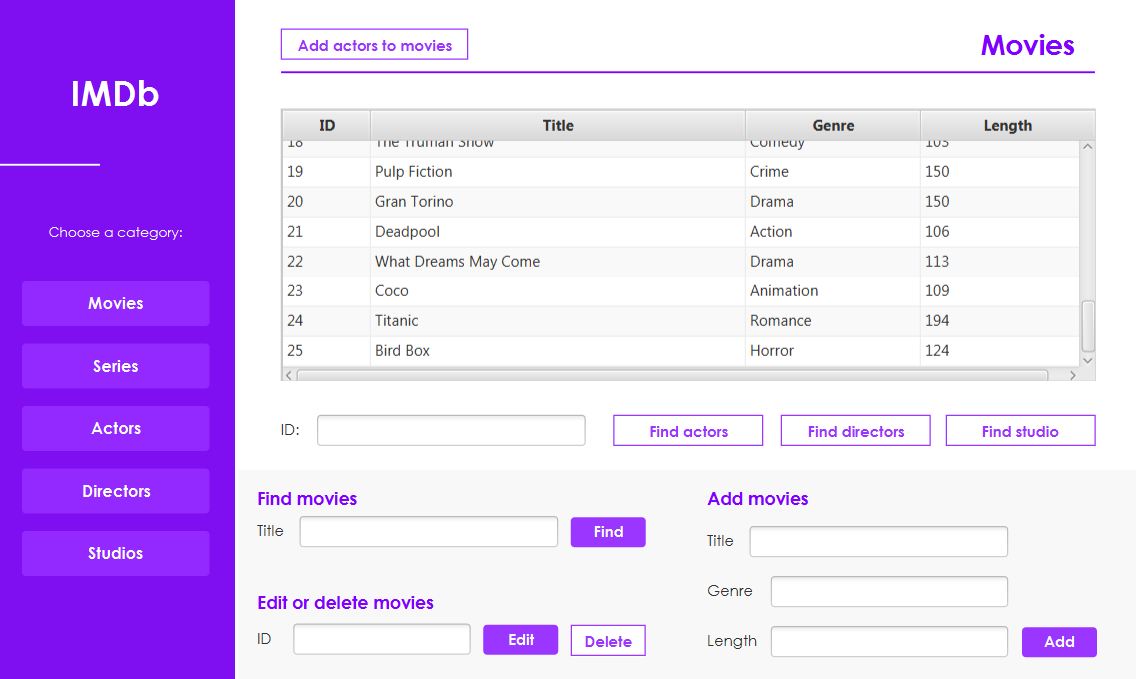 IMDb
Choose a category:
Movies
Series
Actors
Directors
Studios
Add actors to movies
Movies
ID Title Genre Length
18 The Truman Show Comedy 103
19 Pulp Fiction Crime 150
20 Gran Torino Drama 150
21 Deadpool Action 106
22 What Dreams May Come Drama 113
23 Coco Animation 109
24 Titanic Romance 194
25 Bird Box Horror 124
ID: Find actors Find directors Find studio
Find movies
Title Find
Edit or delete movies
ID Edit Delete
Add movies
Title
Genre
Length Add